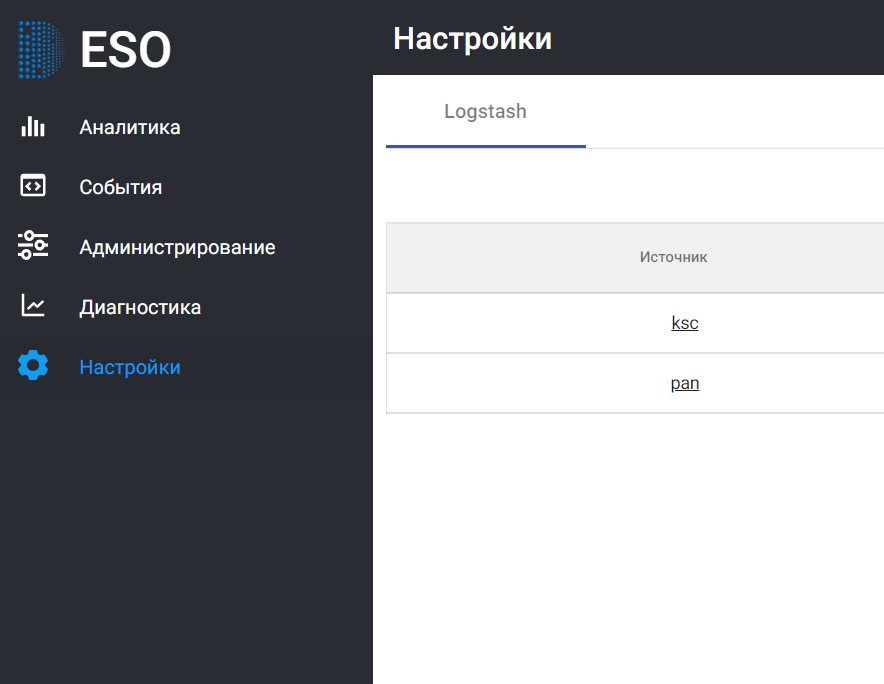 ESO
Аналитика
События
Администрирование
Диагностика
Настройки
Настройки
Logstash
Источник
ksc
pan